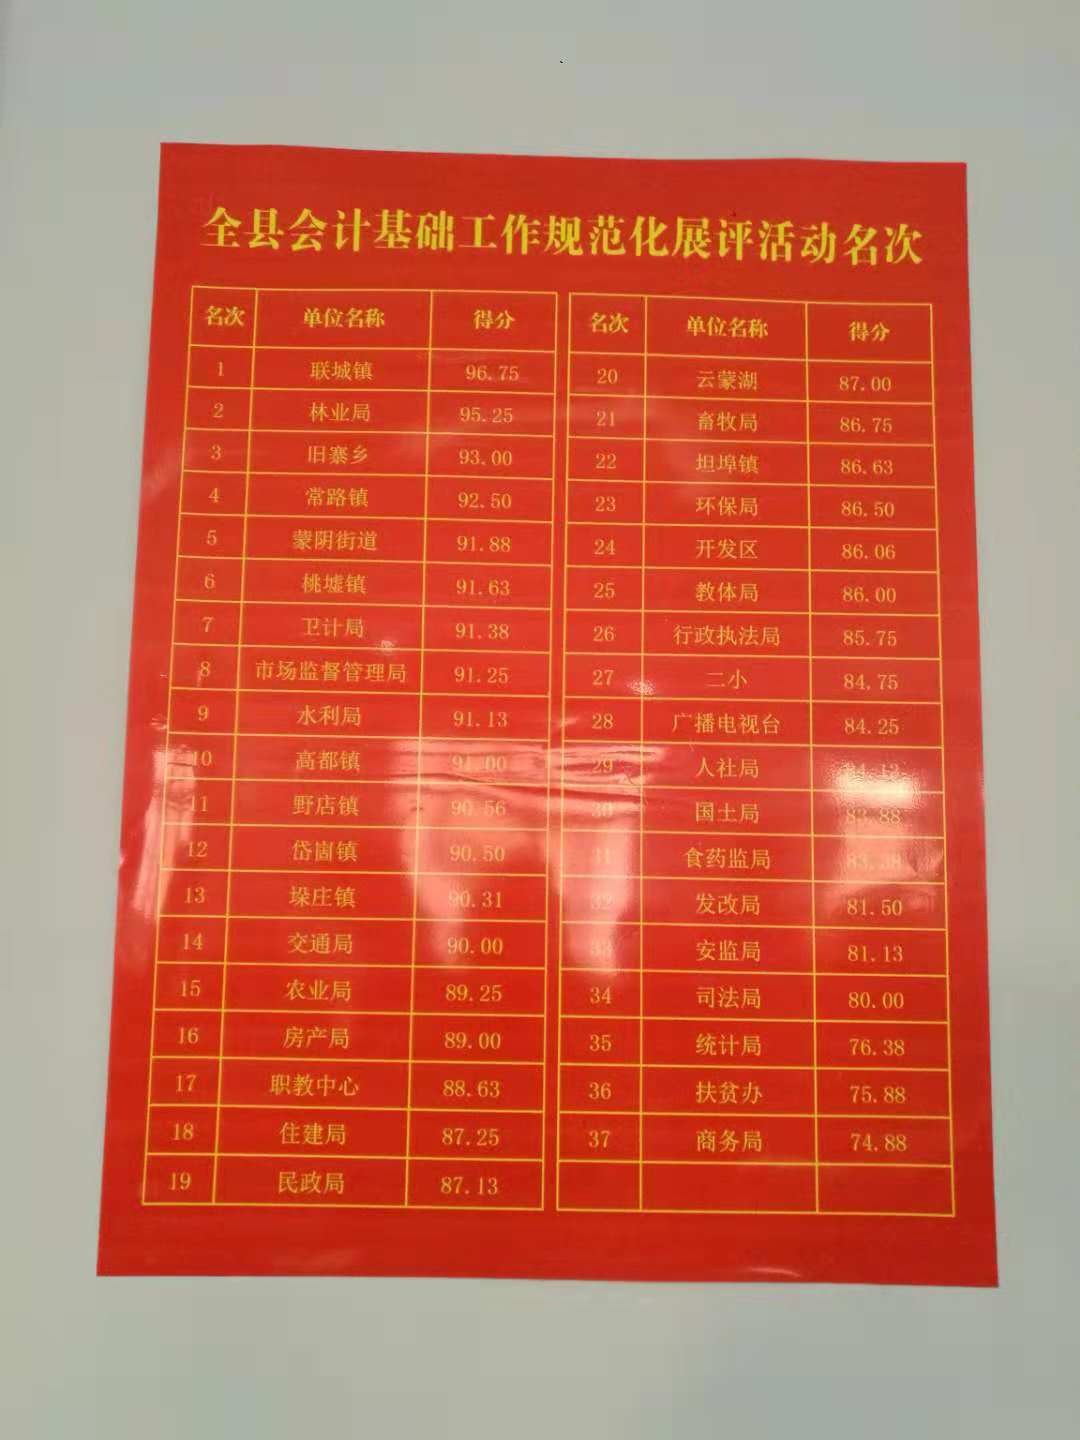 全县会计基础工作规范化展评活动名次
名次 单位名称 得分
1 联城镇 96.75
2 林业局 95.25
3 旧寨乡 93.00
4 常路镇 92.50
5 蒙阴街道 91.88
6 桃墟镇 91.63
7 卫计局 91.38
8 市场监督管理局 91.25
9 水利局 91.13
10 高都镇 91.00
11 野店镇 90.56
12 岱崮镇 90.50
13 垛庄镇 90.31
14 交通局 90.00
15 农业局 89.25
16 房产局 89.00
17 职教中心 88.63
18 住建局 87.25
19 民政局 87.13
名次 单位名称 得分
20 云蒙湖 87.00
21 畜牧局 86.75
22 坦埠镇 86.63
23 环保局 86.50
24 开发区 86.06
25 教体局 86.00
26 行政执法局 85.75
27 二小 84.75
28 广播电视台 84.25
29 人社局 84.13
30 国土局 83.88
31 食药监局 83.38
32 发改局 81.50
33 安监局 81.13
34 司法局 80.00
35 统计局 76.38
36 扶贫办 75.88
37 商务局 74.88